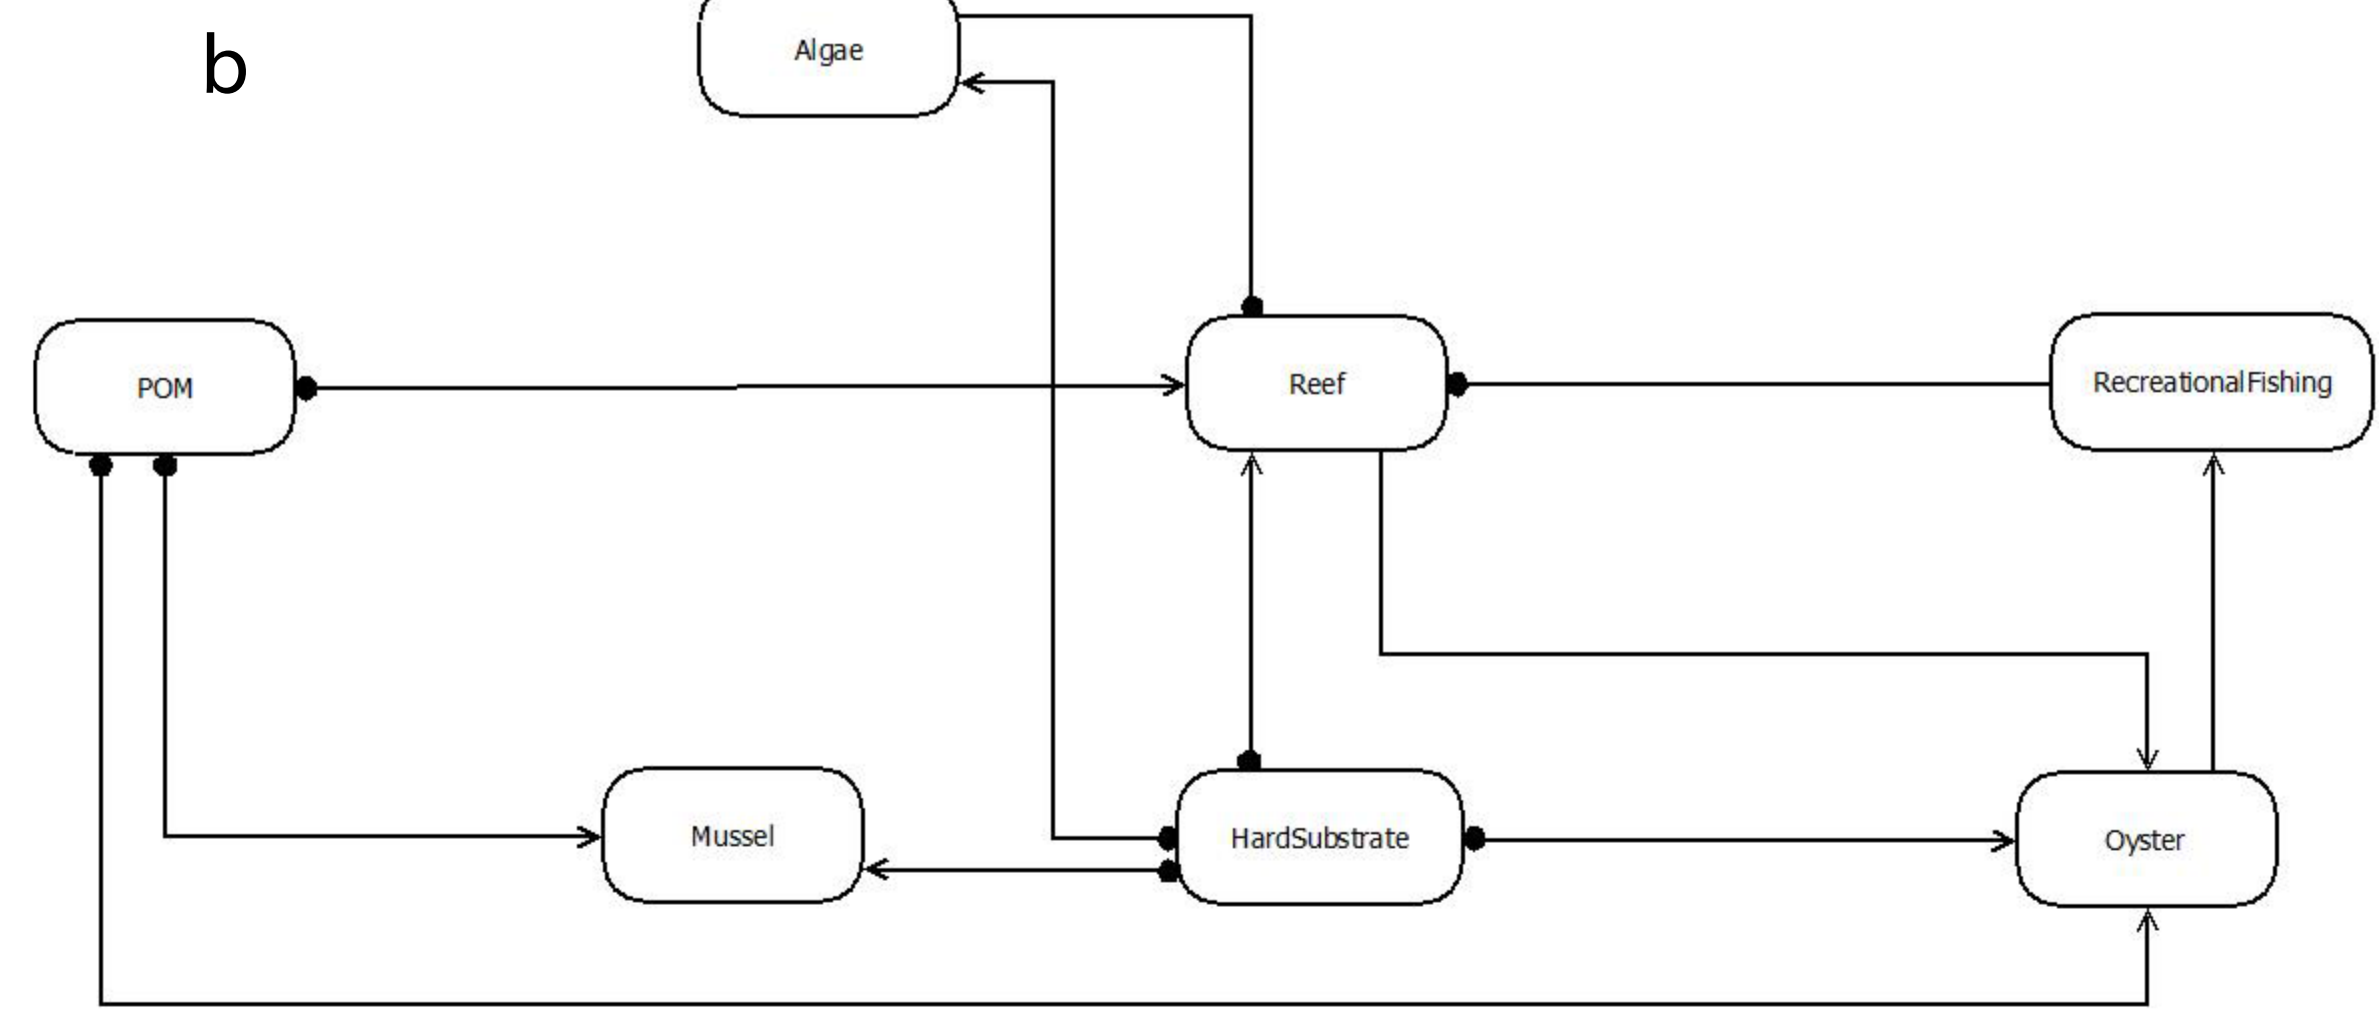 b
Algae
POM
Reef
RecreationalFishing
Mussel
HardSubstrate
Oyster